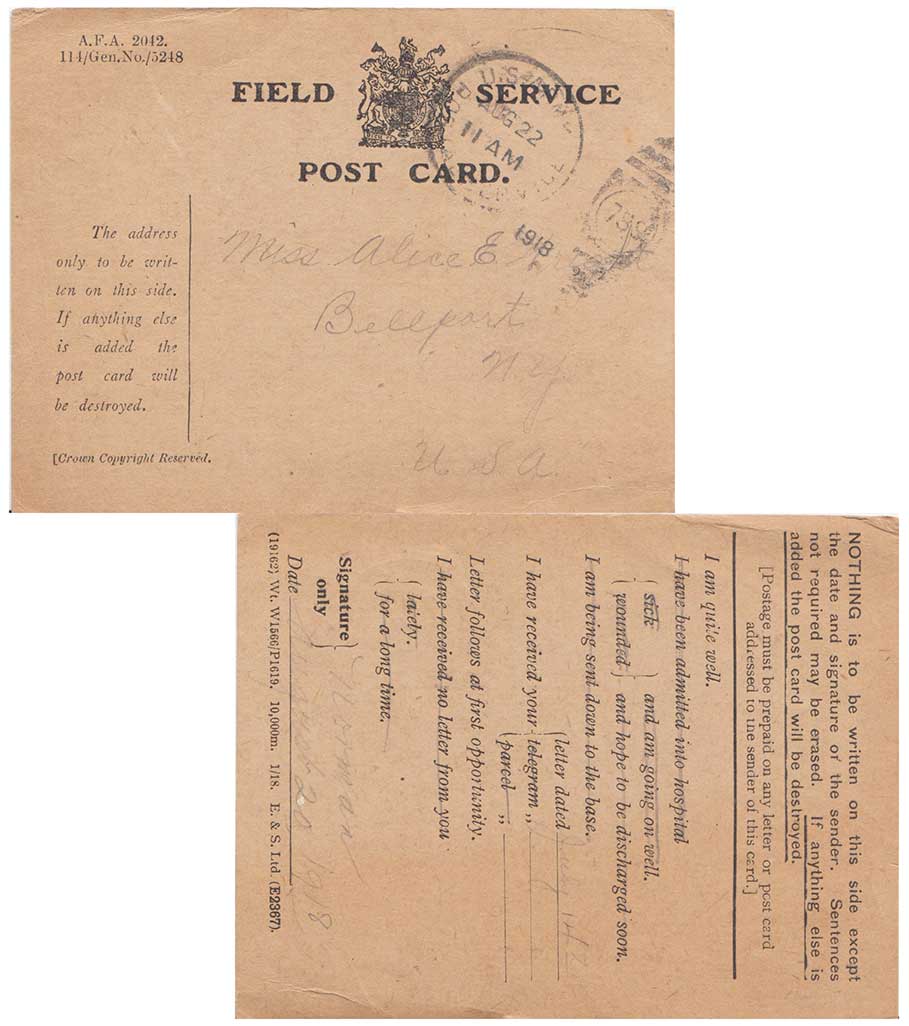 A.F.A. 2042.
114/Gen.No./5248
FIELD SERVICE
POST CARD.
U.S.
AUG 22
11 AM
1918
The address
only to be writ-
ten on this side.
If anything else
is added the
post card will
be destroyed.
[Crown Copyright Reserved.
Miss Alice E
Bellport
N.Y.
U.S.A.
NOTHING is to be written on this side except
the date and signature of the sender. Sentences
not required may be erased. If anything else is
added the post card will be destroyed.
[Postage must be prepaid on any letter or post card
addressed to the sender of this card.]
I am quite well.
I have been admitted into hospital
{ sick } and am going on well.
{ wounded } and hope to be discharged soon.
I am being sent down to the base.
I have received your { letter dated
{ telegram ,,
{ parcel ,,
Letter follows at first opportunity.
I have received no letter from you
{ lately.
{ for a long time.
Signature } Norman
only
Date August 20 1918
(19162) Wt. W1566/P1619. 10,000m. 1/18. E. & S. Ltd. (E2367).